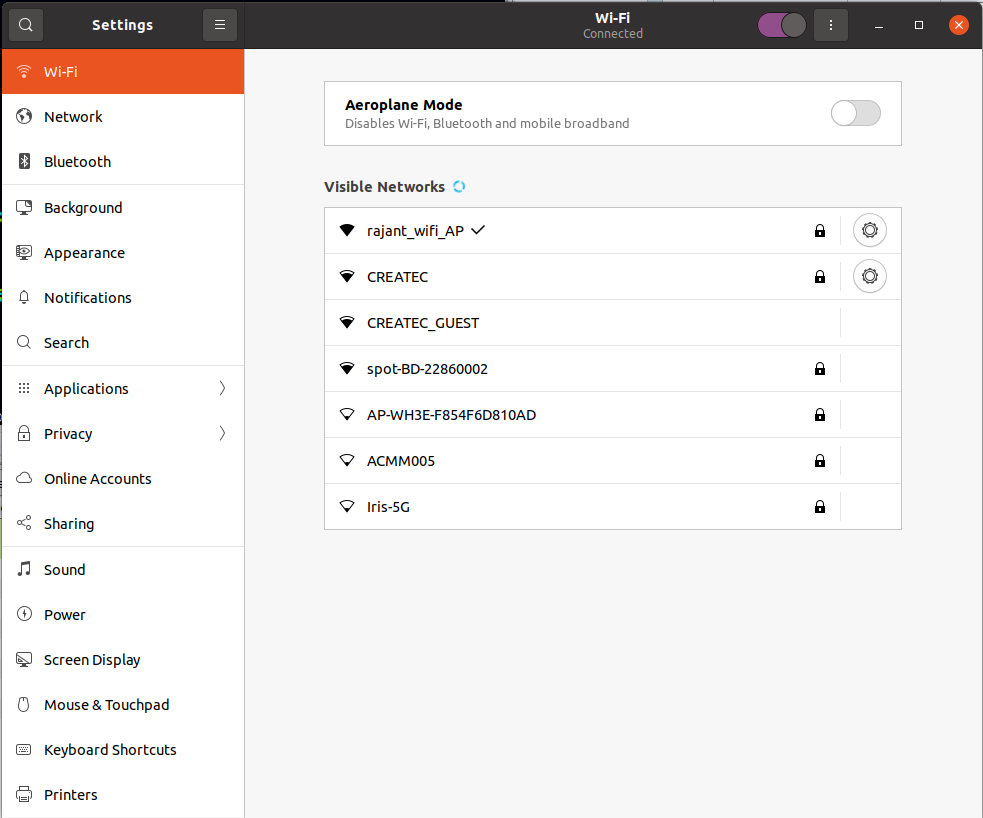 Settings
Wi-Fi
Connected
Wi-Fi
Network
Bluetooth
Background
Appearance
Notifications
Search
Applications
Privacy
Online Accounts
Sharing
Sound
Power
Screen Display
Mouse & Touchpad
Keyboard Shortcuts
Printers
Aeroplane Mode
Disables Wi-Fi, Bluetooth and mobile broadband
Visible Networks
rajant_wifi_AP
CREATEC
CREATEC_GUEST
spot-BD-22860002
AP-WH3E-F854F6D810AD
ACMM005
Iris-5G